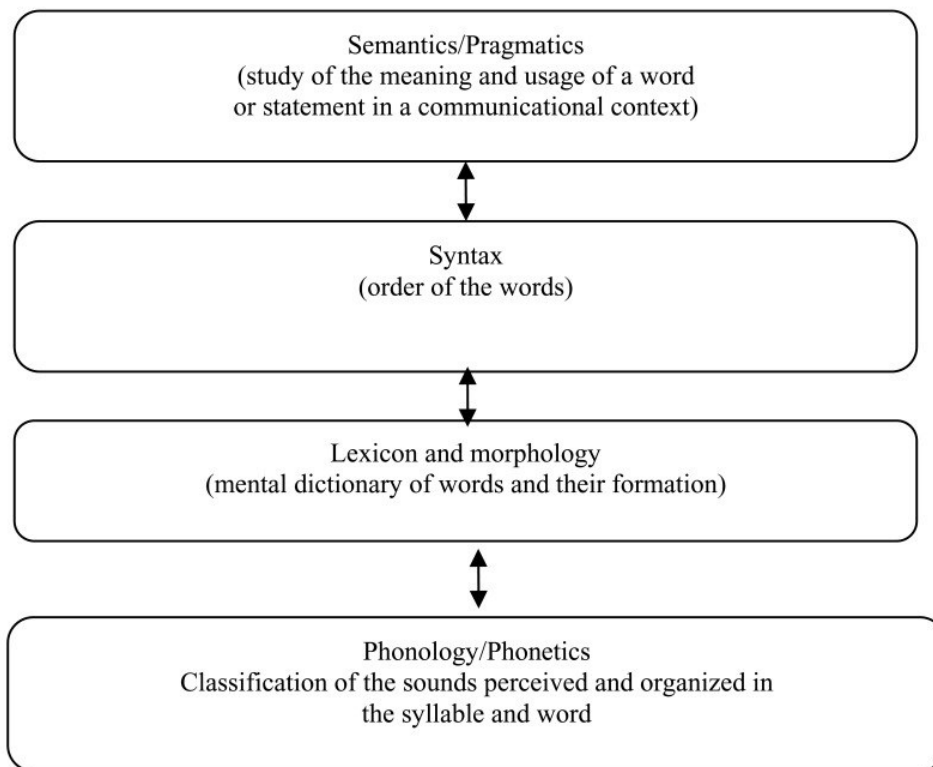 Semantics/Pragmatics
(study of the meaning and usage of a word
or statement in a communicational context)
Syntax
(order of the words)
Lexicon and morphology
(mental dictionary of words and their formation)
Phonology/Phonetics
Classification of the sounds perceived and organized in
the syllable and word